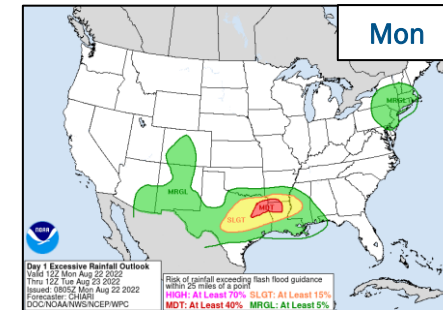 Mon
MRGL
MRGL
MDT
SLGT
NOAA
Day 1 Excessive Rainfall Outlook
Valid 12Z Mon Aug 22 2022
Thru 12Z Tue Aug 23 2022
Issued: 0805Z Mon Aug 22 2022
Forecaster: CHIARI
DOC/NOAA/NWS/NCEP/WPC
Risk of rainfall exceeding flash flood guidance
within 25 miles of a point
HIGH: At Least 70% SLGT: At Least 15%
MDT: At Least 40% MRGL: At Least 5%